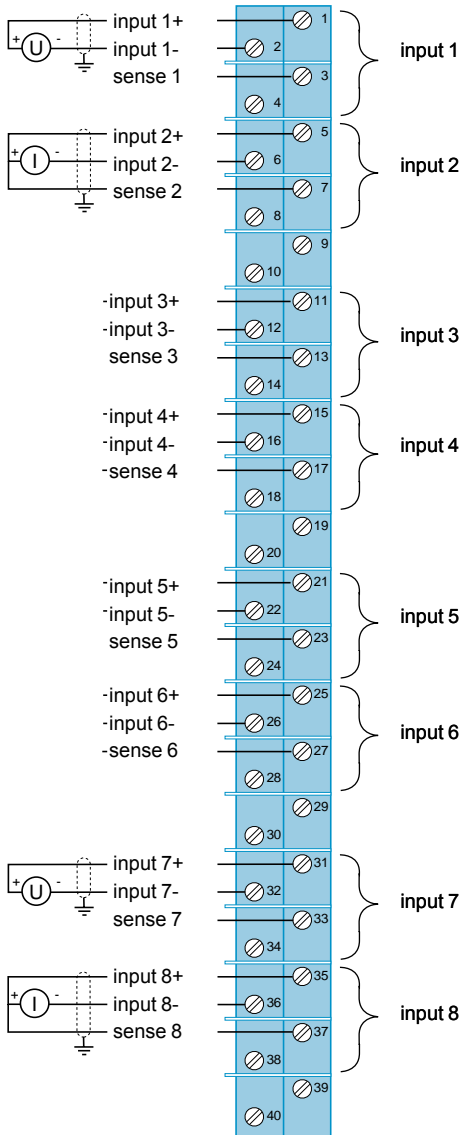 input 1+ 1
+ U - input 1- 2 input 1
sense 1 3
4
input 2+ 5
+ I - input 2- 6 input 2
sense 2 7
8
9
10
-input 3+ 11
-input 3- 12 input 3
sense 3 13
14
-input 4+ 15
-input 4- 16 input 4
-sense 4 17
18
19
20
-input 5+ 21
-input 5- 22 input 5
sense 5 23
24
-input 6+ 25
-input 6- 26 input 6
-sense 6 27
28
29
30
input 7+ 31
+ U - input 7- 32 input 7
sense 7 33
34
input 8+ 35
+ I - input 8- 36 input 8
sense 8 37
38
39
40